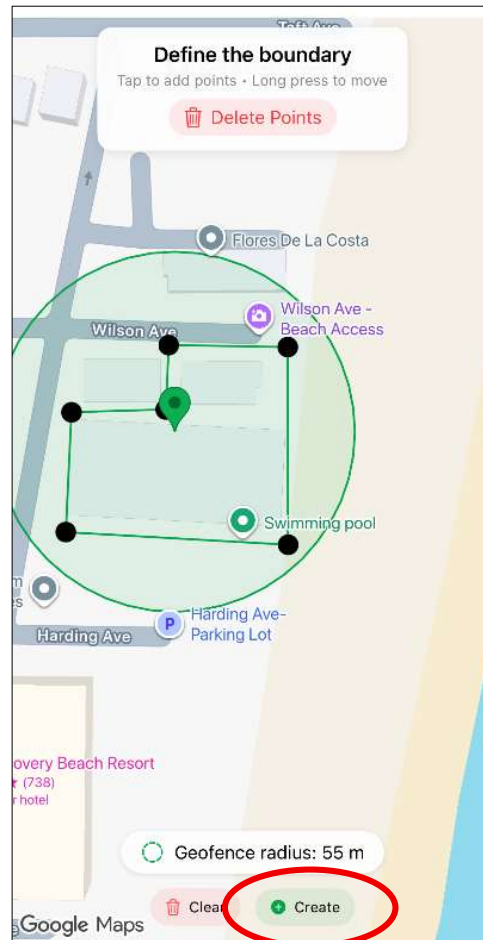 Taft Ave
Define the boundary
Tap to add points • Long press to move
Delete Points
Flores De La Costa
Wilson Ave -
Beach Access
Wilson Ave
Swimming pool
m
es
P
Harding Ave-
Parking Lot
Harding Ave
overy Beach Resort
(738)
r hotel
Geofence radius: 55 m
Clear
Create
Google Maps